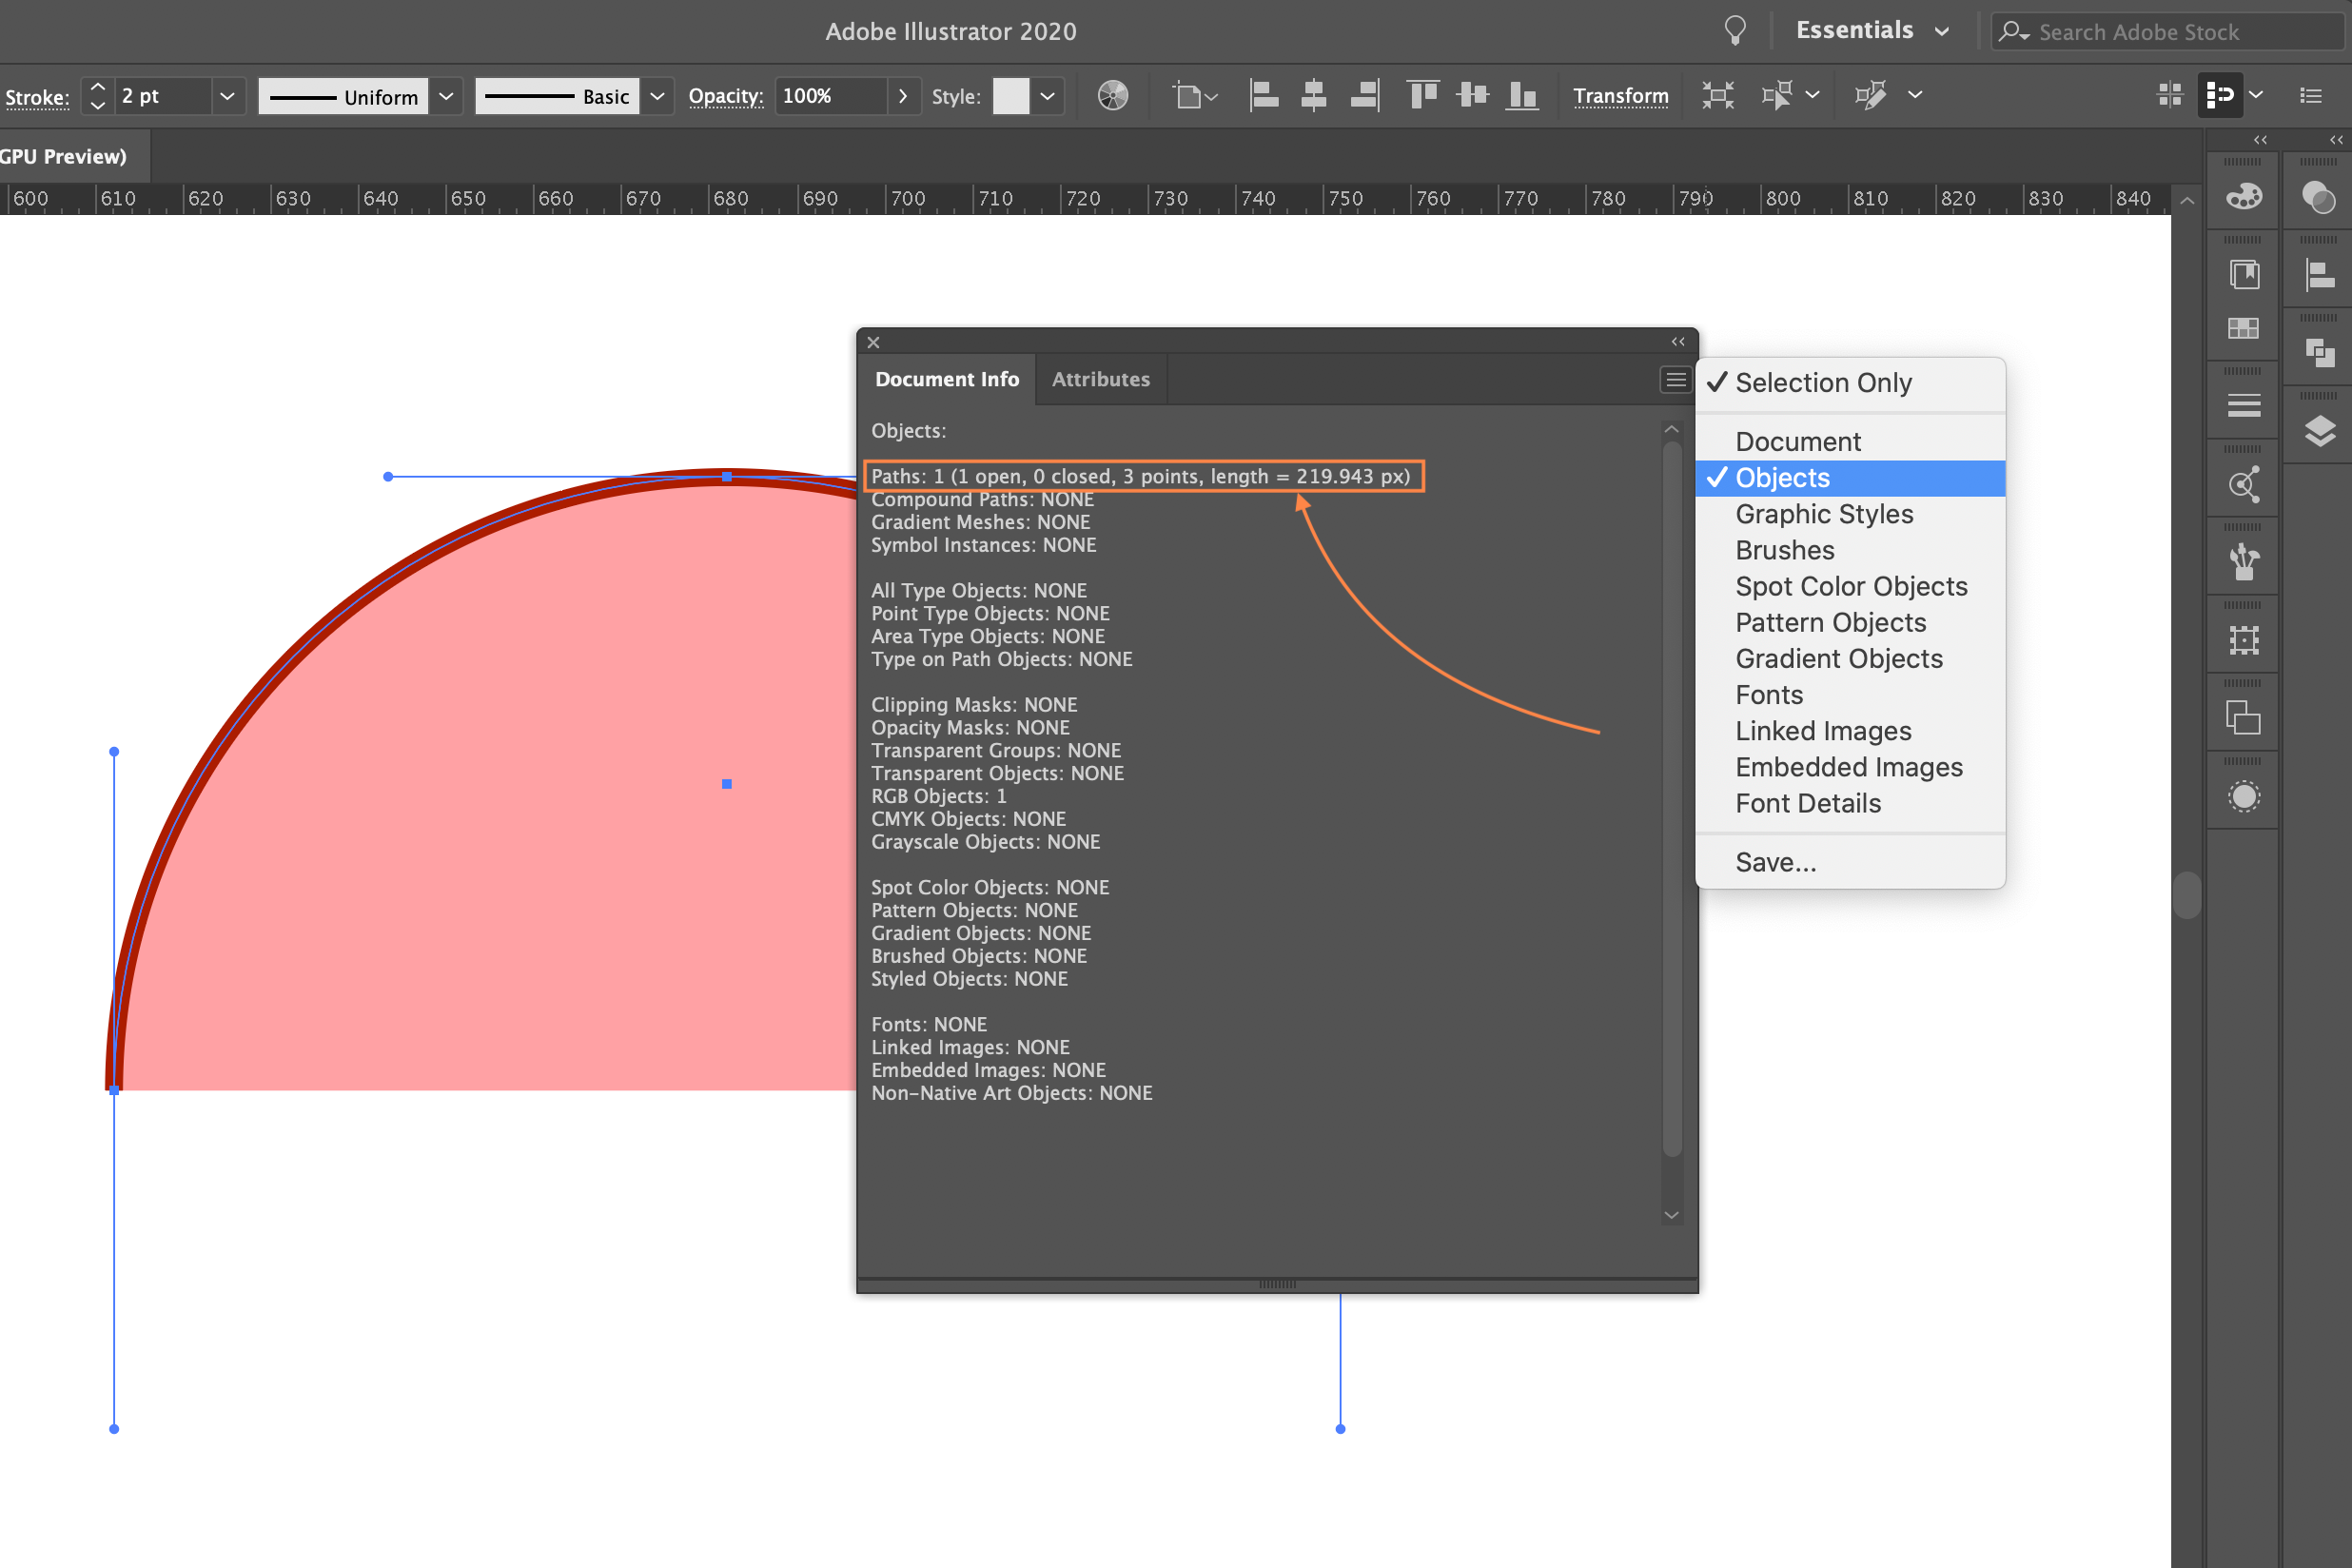 Adobe Illustrator 2020
Essentials
Search Adobe Stock
Stroke: 2 pt Uniform Basic Opacity: 100% Style: Transform
GPU Preview)
600 610 620 630 640 650 660 670 680 690 700 710 720 730 740 750 760 770 780 790 800 810 820 830 840
Document Info Attributes
Objects:
Paths: 1 (1 open, 0 closed, 3 points, length = 219.943 px)
Compound Paths: NONE
Gradient Meshes: NONE
Symbol Instances: NONE
All Type Objects: NONE
Point Type Objects: NONE
Area Type Objects: NONE
Type on Path Objects: NONE
Clipping Masks: NONE
Opacity Masks: NONE
Transparent Groups: NONE
Transparent Objects: NONE
RGB Objects: 1
CMYK Objects: NONE
Grayscale Objects: NONE
Spot Color Objects: NONE
Pattern Objects: NONE
Gradient Objects: NONE
Brushed Objects: NONE
Styled Objects: NONE
Fonts: NONE
Linked Images: NONE
Embedded Images: NONE
Non-Native Art Objects: NONE
Selection Only
Document
Objects
Graphic Styles
Brushes
Spot Color Objects
Pattern Objects
Gradient Objects
Fonts
Linked Images
Embedded Images
Font Details
Save...